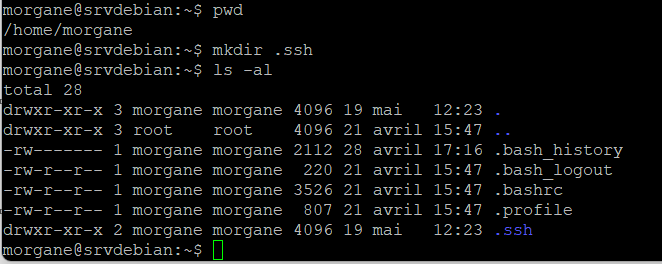 morgane@srvdebian:~$ pwd
/home/morgane
morgane@srvdebian:~$ mkdir .ssh
morgane@srvdebian:~$ ls -al
total 28
drwxr-xr-x 3 morgane morgane 4096 19 mai   12:23 .
drwxr-xr-x 3 root    root    4096 21 avril 15:47 ..
-rw------- 1 morgane morgane 2112 28 avril 17:16 .bash_history
-rw-r--r-- 1 morgane morgane  220 21 avril 15:47 .bash_logout
-rw-r--r-- 1 morgane morgane 3526 21 avril 15:47 .bashrc
-rw-r--r-- 1 morgane morgane  807 21 avril 15:47 .profile
drwxr-xr-x 2 morgane morgane 4096 19 mai   12:23 .ssh
morgane@srvdebian:~$